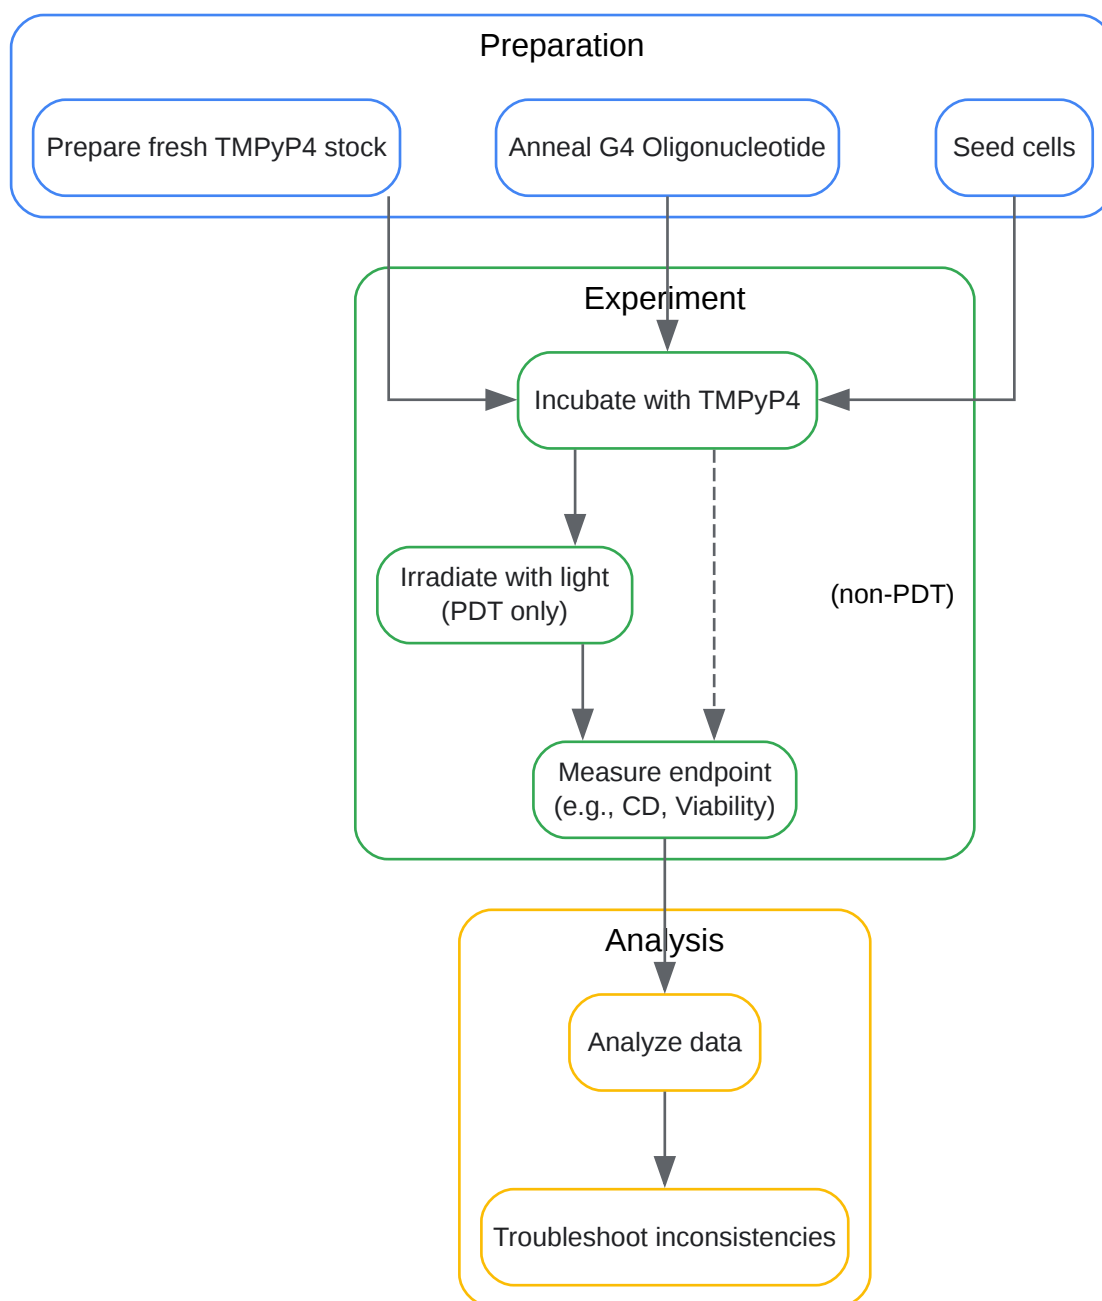 Preparation
Prepare fresh TMPyP4 stock
Anneal G4 Oligonucleotide
Seed cells
Experiment
Incubate with TMPyP4
Irradiate with light
(PDT only)
(non-PDT)
Measure endpoint
(e.g., CD, Viability)
Analysis
Analyze data
Troubleshoot inconsistencies